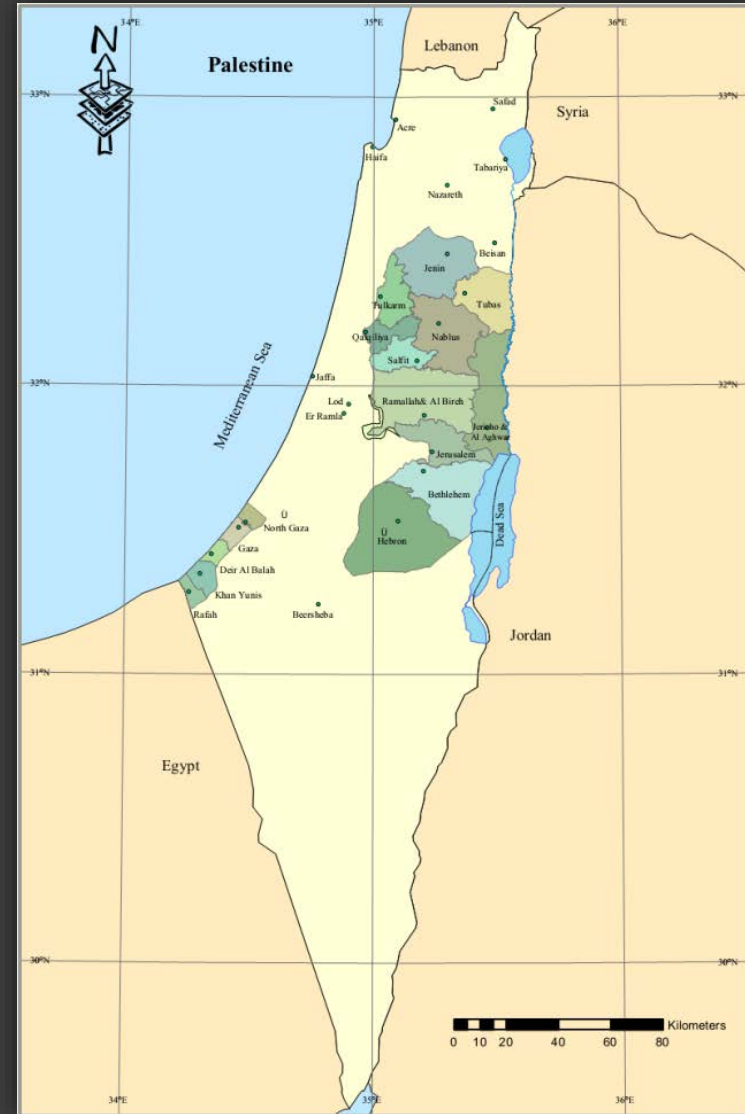 34°E
35°E
36°E
N
Palestine
Lebanon
33°N
33°N
Safad
Syria
Acre
Haifa
Tabariya
Nazareth
Beisan
Jenin
Tulkarm
Tubas
Qalqiliya
Nablus
Salfit
32°N
32°N
Jaffa
Mediterranean Sea
Lod
Ramallah& Al Bireh
Er Ramla
Jericho &
Al Aghwar
Jerusalem
Bethlehem
Dead Sea
Ü
North Gaza
Ü
Hebron
Gaza
Deir Al Balah
Khan Yunis
Rafah
Beersheba
Jordan
31°N
31°N
Egypt
30°N
30°N
Kilometers
0 10 20 40 60 80
34°E
35°E
36°E